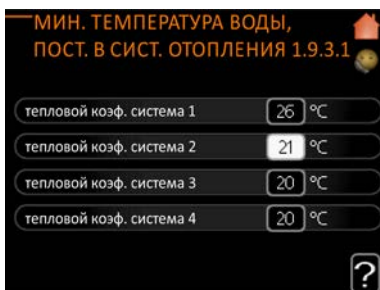 МИН. ТЕМПЕРАТУРА ВОДЫ,
ПОСТ. В СИСТ. ОТОПЛЕНИЯ 1.9.3.1
тепловой коэф. система 1 26 °C
тепловой коэф. система 2 21 °C
тепловой коэф. система 3 20 °C
тепловой коэф. система 4 20 °C
?